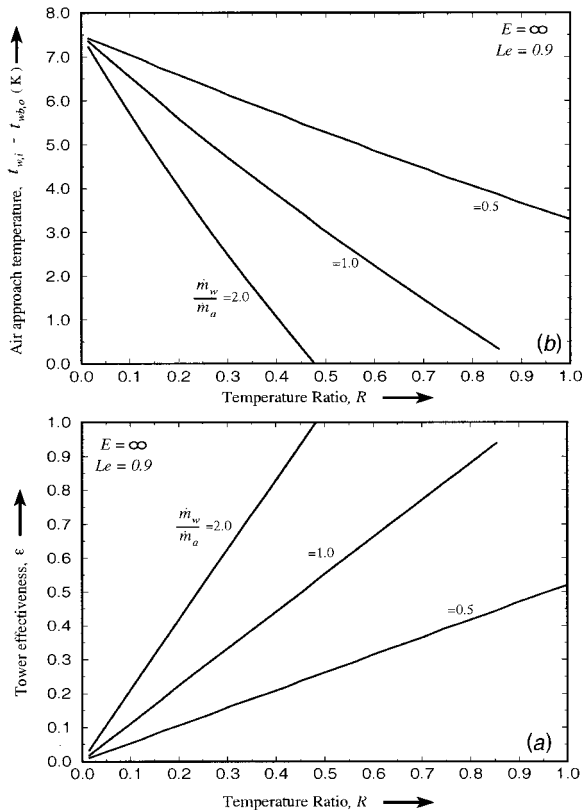 Air approach temperature, t_{w,i} - t_{wb,o} (K)
8.0
7.0
6.0
5.0
4.0
3.0
2.0
1.0
0.0
E = ∞
Le = 0.9
=0.5
=1.0
ṁ_w/ṁ_a =2.0
(b)
0.0 0.1 0.2 0.3 0.4 0.5 0.6 0.7 0.8 0.9 1.0
Temperature Ratio, R
Tower effectiveness, ε
1.0
0.9
0.8
0.7
0.6
0.5
0.4
0.3
0.2
0.1
0.0
E = ∞
Le = 0.9
ṁ_w/ṁ_a =2.0
=1.0
=0.5
(a)
0.0 0.1 0.2 0.3 0.4 0.5 0.6 0.7 0.8 0.9 1.0
Temperature Ratio, R